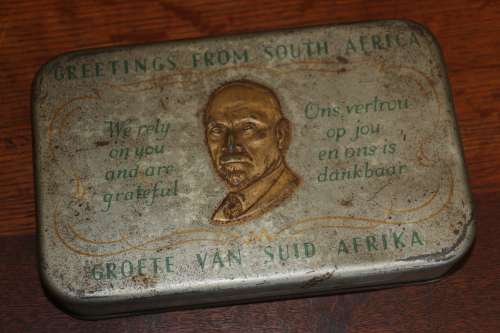 GREETINGS FROM SOUTH AFRICA
We rely
on you
and are
grateful
Ons vertrou
op jou
en ons is
dankbaar
GROETE VAN SUID AFRIKA